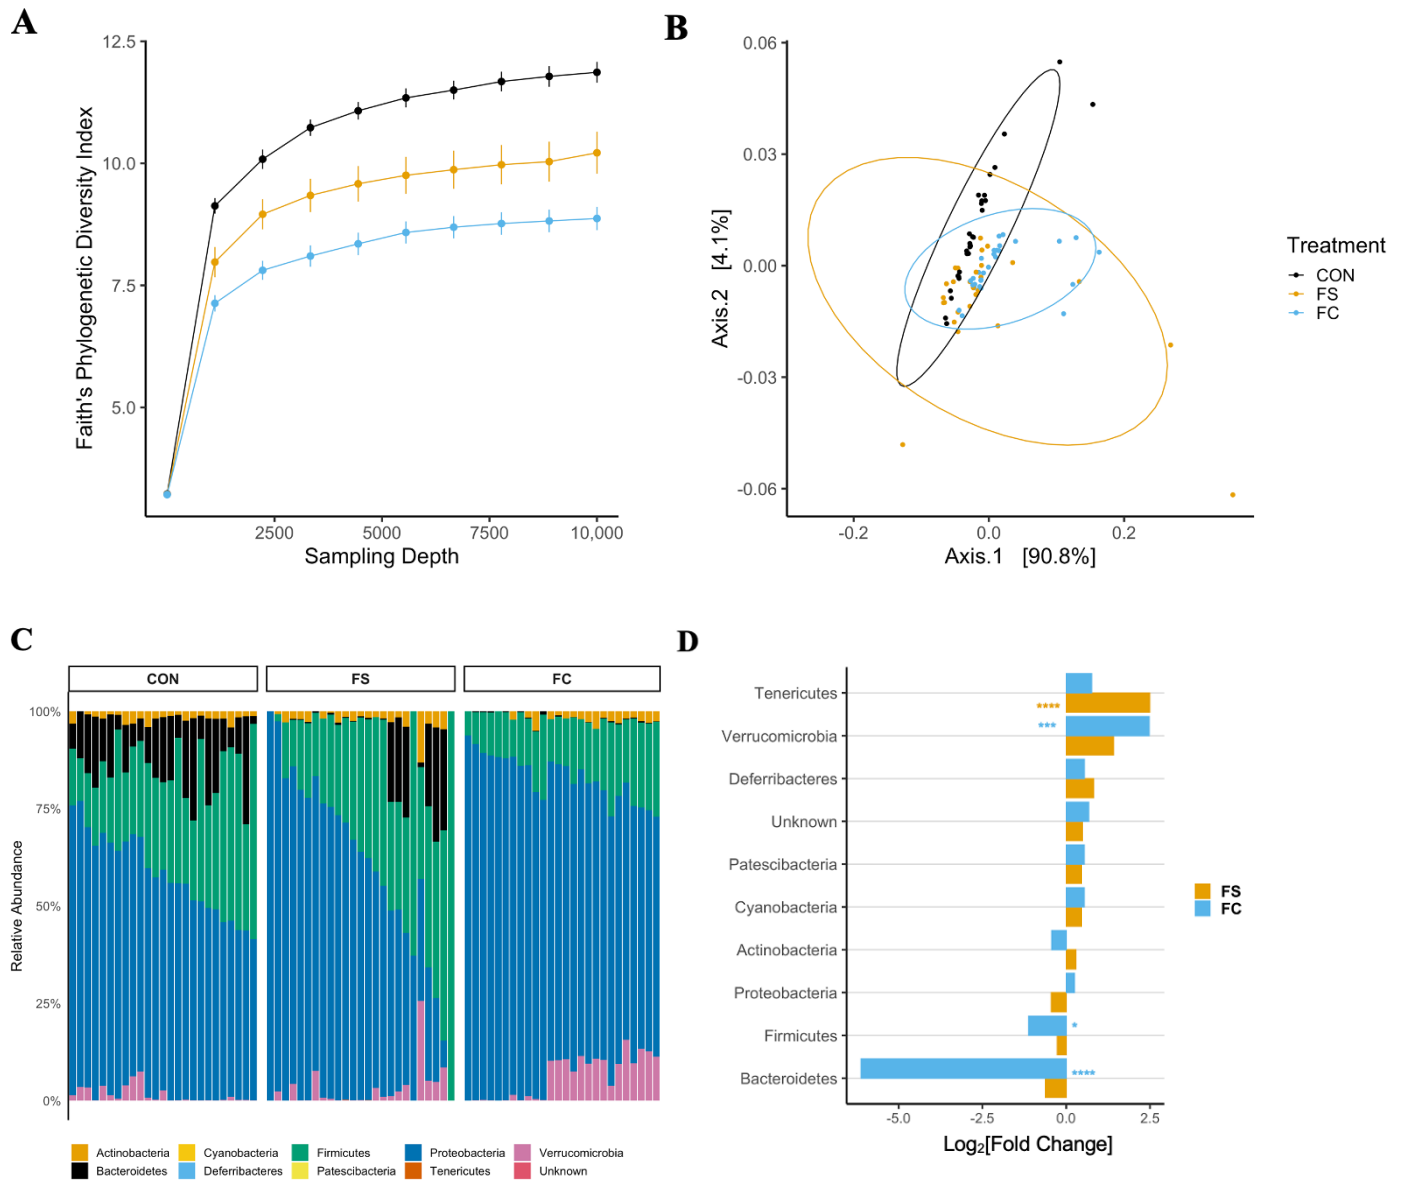 A
12.5
10.0
7.5
5.0
Faith's Phylogenetic Diversity Index
2500
5000
7500
10,000
Sampling Depth
B
0.06
0.03
0.00
-0.03
-0.06
Axis.2 [4.1%]
-0.2
0.0
0.2
Axis.1 [90.8%]
Treatment
CON
FS
FC
C
CON
FS
FC
100%
75%
50%
25%
0%
Relative Abundance
Actinobacteria
Cyanobacteria
Firmicutes
Proteobacteria
Verrucomicrobia
Bacteroidetes
Deferribacteres
Patescibacteria
Tenericutes
Unknown
D
Tenericutes
****
***
Verrucomicrobia
Deferribacteres
Unknown
Patescibacteria
Cyanobacteria
Actinobacteria
Proteobacteria
Firmicutes
*
Bacteroidetes
****
-5.0
-2.5
0.0
2.5
Log₂[Fold Change]
FS
FC